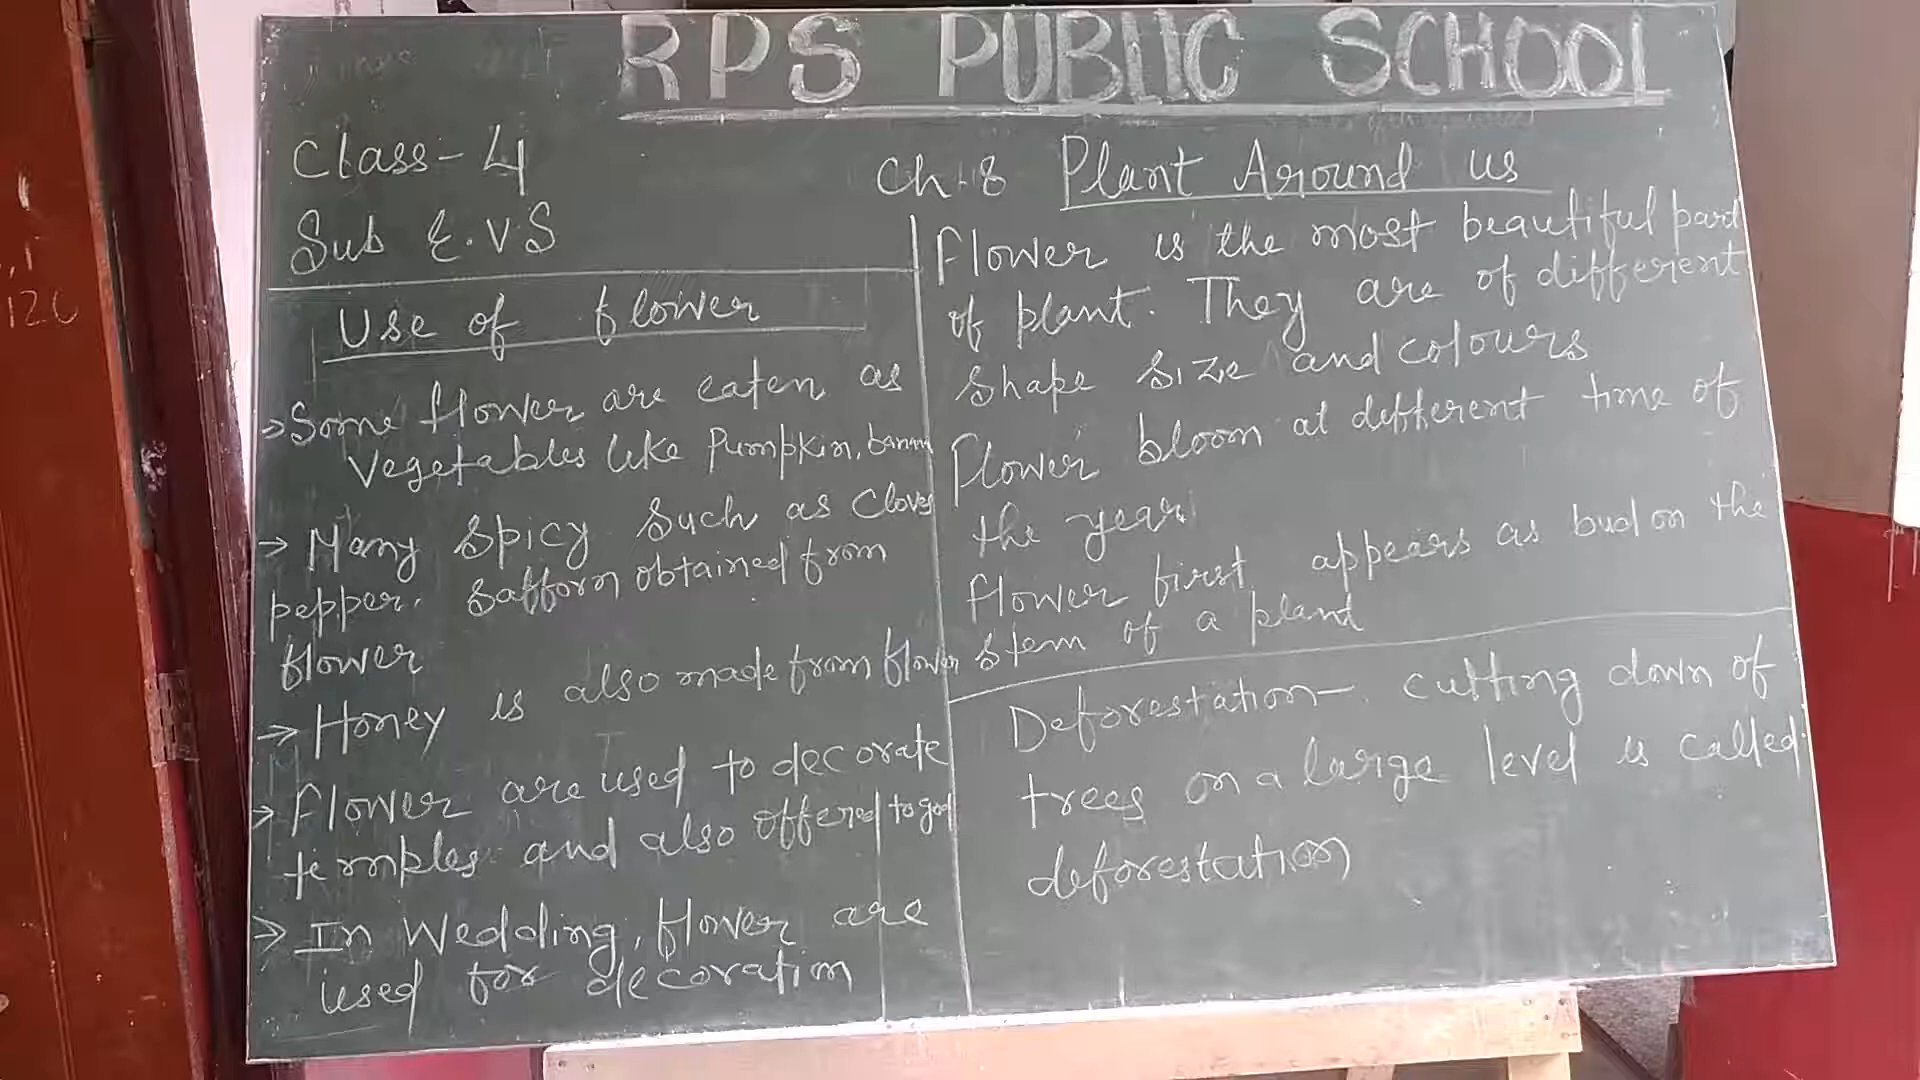 RPS PUBLIC SCHOOL
Class-4
Sub E.V.S
Ch.8 Plant Around us
Use of flower
→Some flower are eaten as
Vegetables like Pumpkin, banana
→ Many Spicy Such as Cloves
pepper. Safforn obtained from
flower
→ Honey is also made from flower
→ flower are used to decorate
temples and also offered to god
→ In Wedding, flower are
used for decoration
flower is the most beautiful part
of plant. They are of different
Shape Size and colours
Flower bloom at different time of
the year
flower first appears as bud on the
Stem of a plant
Deforestation- cutting down of
trees on a large level is called
deforestation